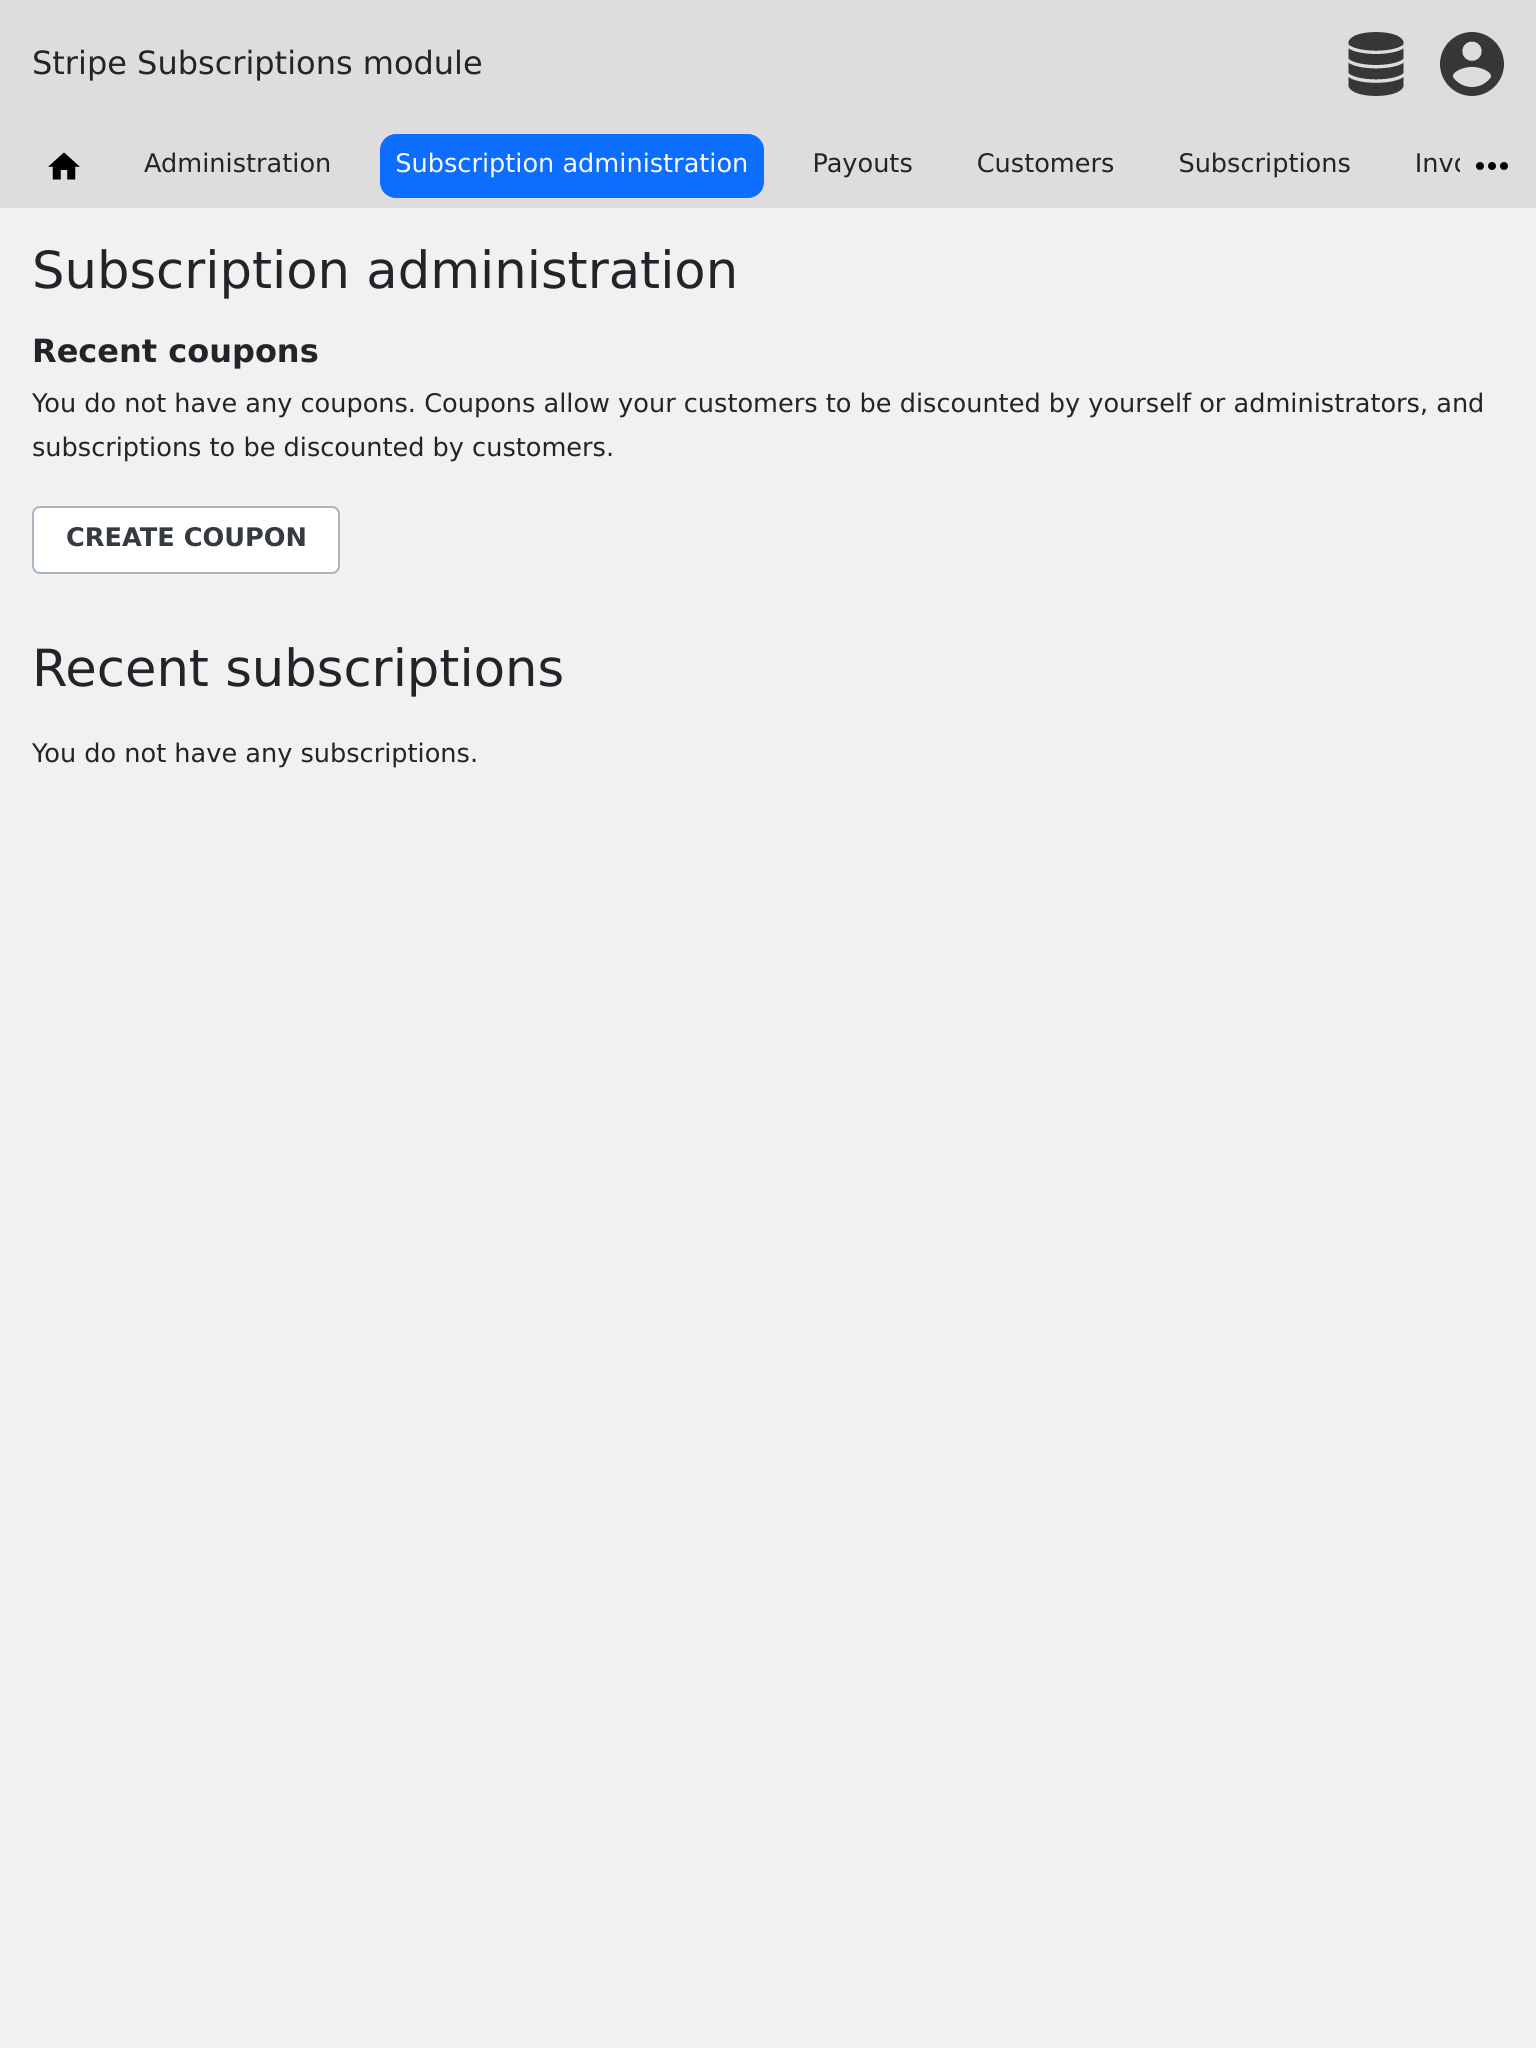 Stripe Subscriptions module
Administration Subscription administration Payouts Customers Subscriptions
Subscription administration
Recent coupons
You do not have any coupons. Coupons allow your customers to be discounted by yourself or administrators, and
subscriptions to be discounted by customers.
CREATE COUPON
Recent subscriptions
You do not have any subscriptions.